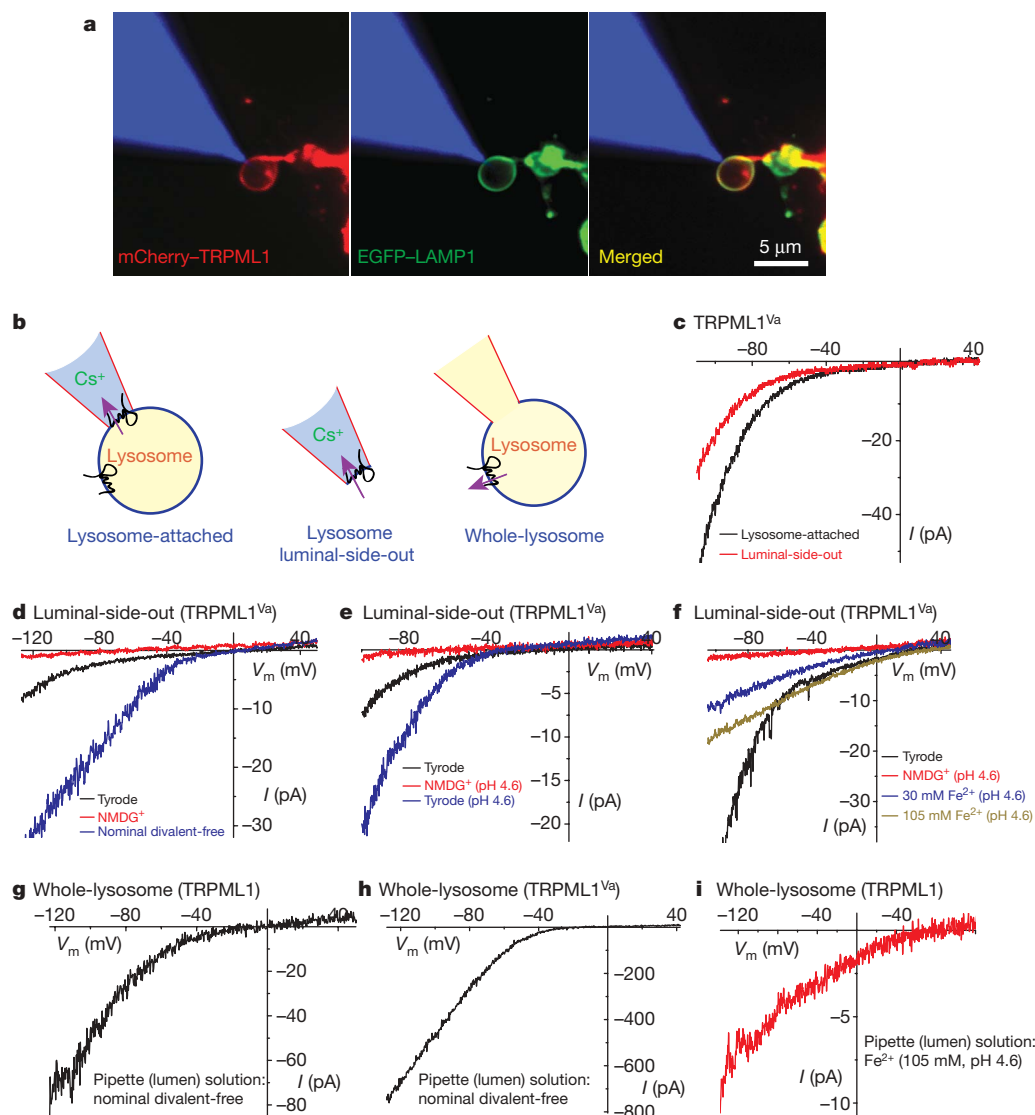 a
mCherry–TRPML1
EGFP–LAMP1
Merged
5 μm
b
Cs+
Lysosome
Lysosome-attached
Cs+
Lysosome
luminal-side-out
Lysosome
Whole-lysosome
c TRPML1Va
−80 −40 40
−20
−40
I (pA)
Lysosome-attached
Luminal-side-out
d Luminal-side-out (TRPML1Va)
−120 −80 −40 40
Vm (mV)
−10
−20
−30
I (pA)
Tyrode
NMDG+
Nominal divalent-free
e Luminal-side-out (TRPML1Va)
−80 −40 40
Vm (mV)
−5
−10
−15
−20
I (pA)
Tyrode
NMDG+ (pH 4.6)
Tyrode (pH 4.6)
f Luminal-side-out (TRPML1Va)
−80 −40 40
Vm (mV)
−10
−20
−30
I (pA)
Tyrode
NMDG+ (pH 4.6)
30 mM Fe2+ (pH 4.6)
105 mM Fe2+ (pH 4.6)
g Whole-lysosome (TRPML1)
−120 −80 −40 40
Vm (mV)
−20
−40
−60
−80
I (pA)
Pipette (lumen) solution:
nominal divalent-free
h Whole-lysosome (TRPML1Va)
−120 −80 −40 40
Vm (mV)
−200
−400
−600
−800
I (pA)
Pipette (lumen) solution:
nominal divalent-free
i Whole-lysosome (TRPML1)
−120 −80 −40 −40
Vm (mV)
−5
−10
I (pA)
Pipette (lumen) solution:
Fe2+ (105 mM, pH 4.6)